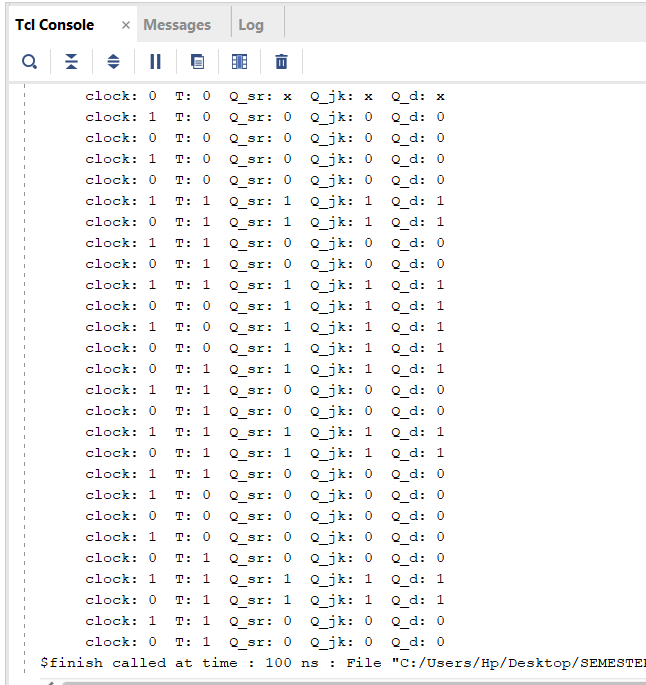 Tcl Console × Messages Log
clock: 0 T: 0 Q_sr: x Q_jk: x Q_d: x
clock: 1 T: 0 Q_sr: 0 Q_jk: 0 Q_d: 0
clock: 0 T: 0 Q_sr: 0 Q_jk: 0 Q_d: 0
clock: 1 T: 0 Q_sr: 0 Q_jk: 0 Q_d: 0
clock: 0 T: 0 Q_sr: 0 Q_jk: 0 Q_d: 0
clock: 1 T: 1 Q_sr: 1 Q_jk: 1 Q_d: 1
clock: 0 T: 1 Q_sr: 1 Q_jk: 1 Q_d: 1
clock: 1 T: 1 Q_sr: 0 Q_jk: 0 Q_d: 0
clock: 0 T: 1 Q_sr: 0 Q_jk: 0 Q_d: 0
clock: 1 T: 1 Q_sr: 1 Q_jk: 1 Q_d: 1
clock: 0 T: 0 Q_sr: 1 Q_jk: 1 Q_d: 1
clock: 1 T: 0 Q_sr: 1 Q_jk: 1 Q_d: 1
clock: 0 T: 0 Q_sr: 1 Q_jk: 1 Q_d: 1
clock: 0 T: 1 Q_sr: 1 Q_jk: 1 Q_d: 1
clock: 1 T: 1 Q_sr: 0 Q_jk: 0 Q_d: 0
clock: 0 T: 1 Q_sr: 0 Q_jk: 0 Q_d: 0
clock: 1 T: 1 Q_sr: 1 Q_jk: 1 Q_d: 1
clock: 0 T: 1 Q_sr: 1 Q_jk: 1 Q_d: 1
clock: 1 T: 1 Q_sr: 0 Q_jk: 0 Q_d: 0
clock: 1 T: 0 Q_sr: 0 Q_jk: 0 Q_d: 0
clock: 0 T: 0 Q_sr: 0 Q_jk: 0 Q_d: 0
clock: 1 T: 0 Q_sr: 0 Q_jk: 0 Q_d: 0
clock: 0 T: 1 Q_sr: 0 Q_jk: 0 Q_d: 0
clock: 1 T: 1 Q_sr: 1 Q_jk: 1 Q_d: 1
clock: 0 T: 1 Q_sr: 1 Q_jk: 1 Q_d: 1
clock: 1 T: 1 Q_sr: 0 Q_jk: 0 Q_d: 0
clock: 0 T: 1 Q_sr: 0 Q_jk: 0 Q_d: 0
$finish called at time : 100 ns : File "C:/Users/Hp/Desktop/SEMESTE